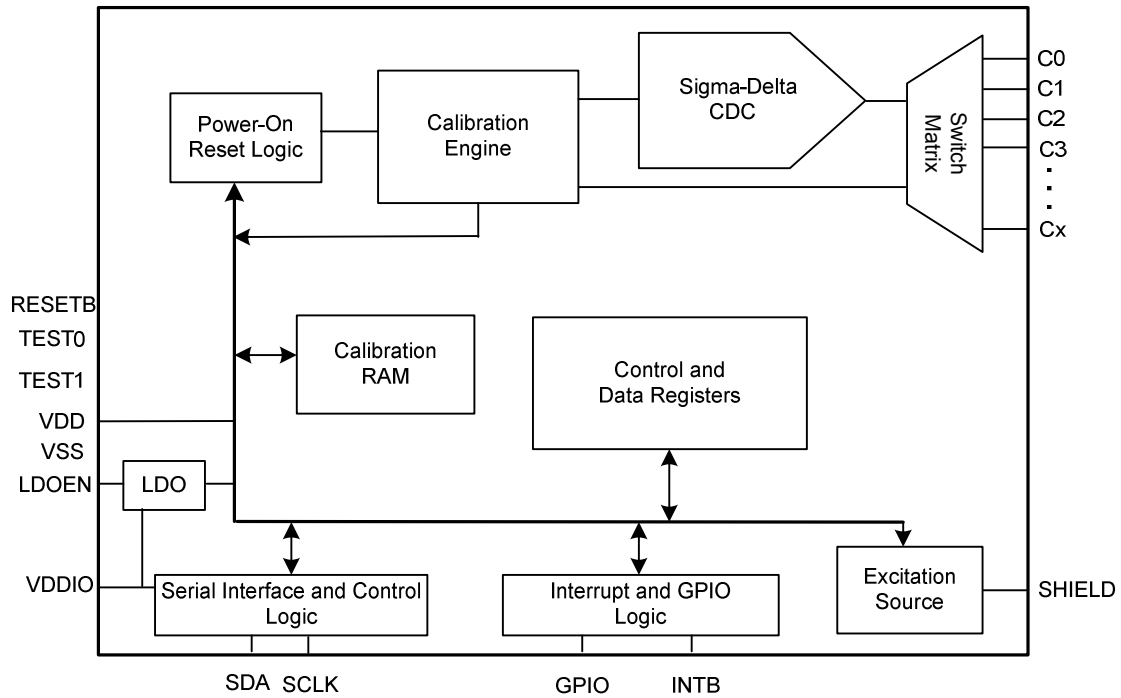 Power-On
Reset Logic
Calibration
Engine
Sigma-Delta
CDC
Switch
Matrix
C0
C1
C2
C3
Cx
RESETB
TEST0
TEST1
VDD
VSS
LDOEN
LDO
VDDIO
Calibration
RAM
Control and
Data Registers
Serial Interface and Control
Logic
Interrupt and GPIO
Logic
Excitation
Source
SHIELD
SDA
SCLK
GPIO
INTB